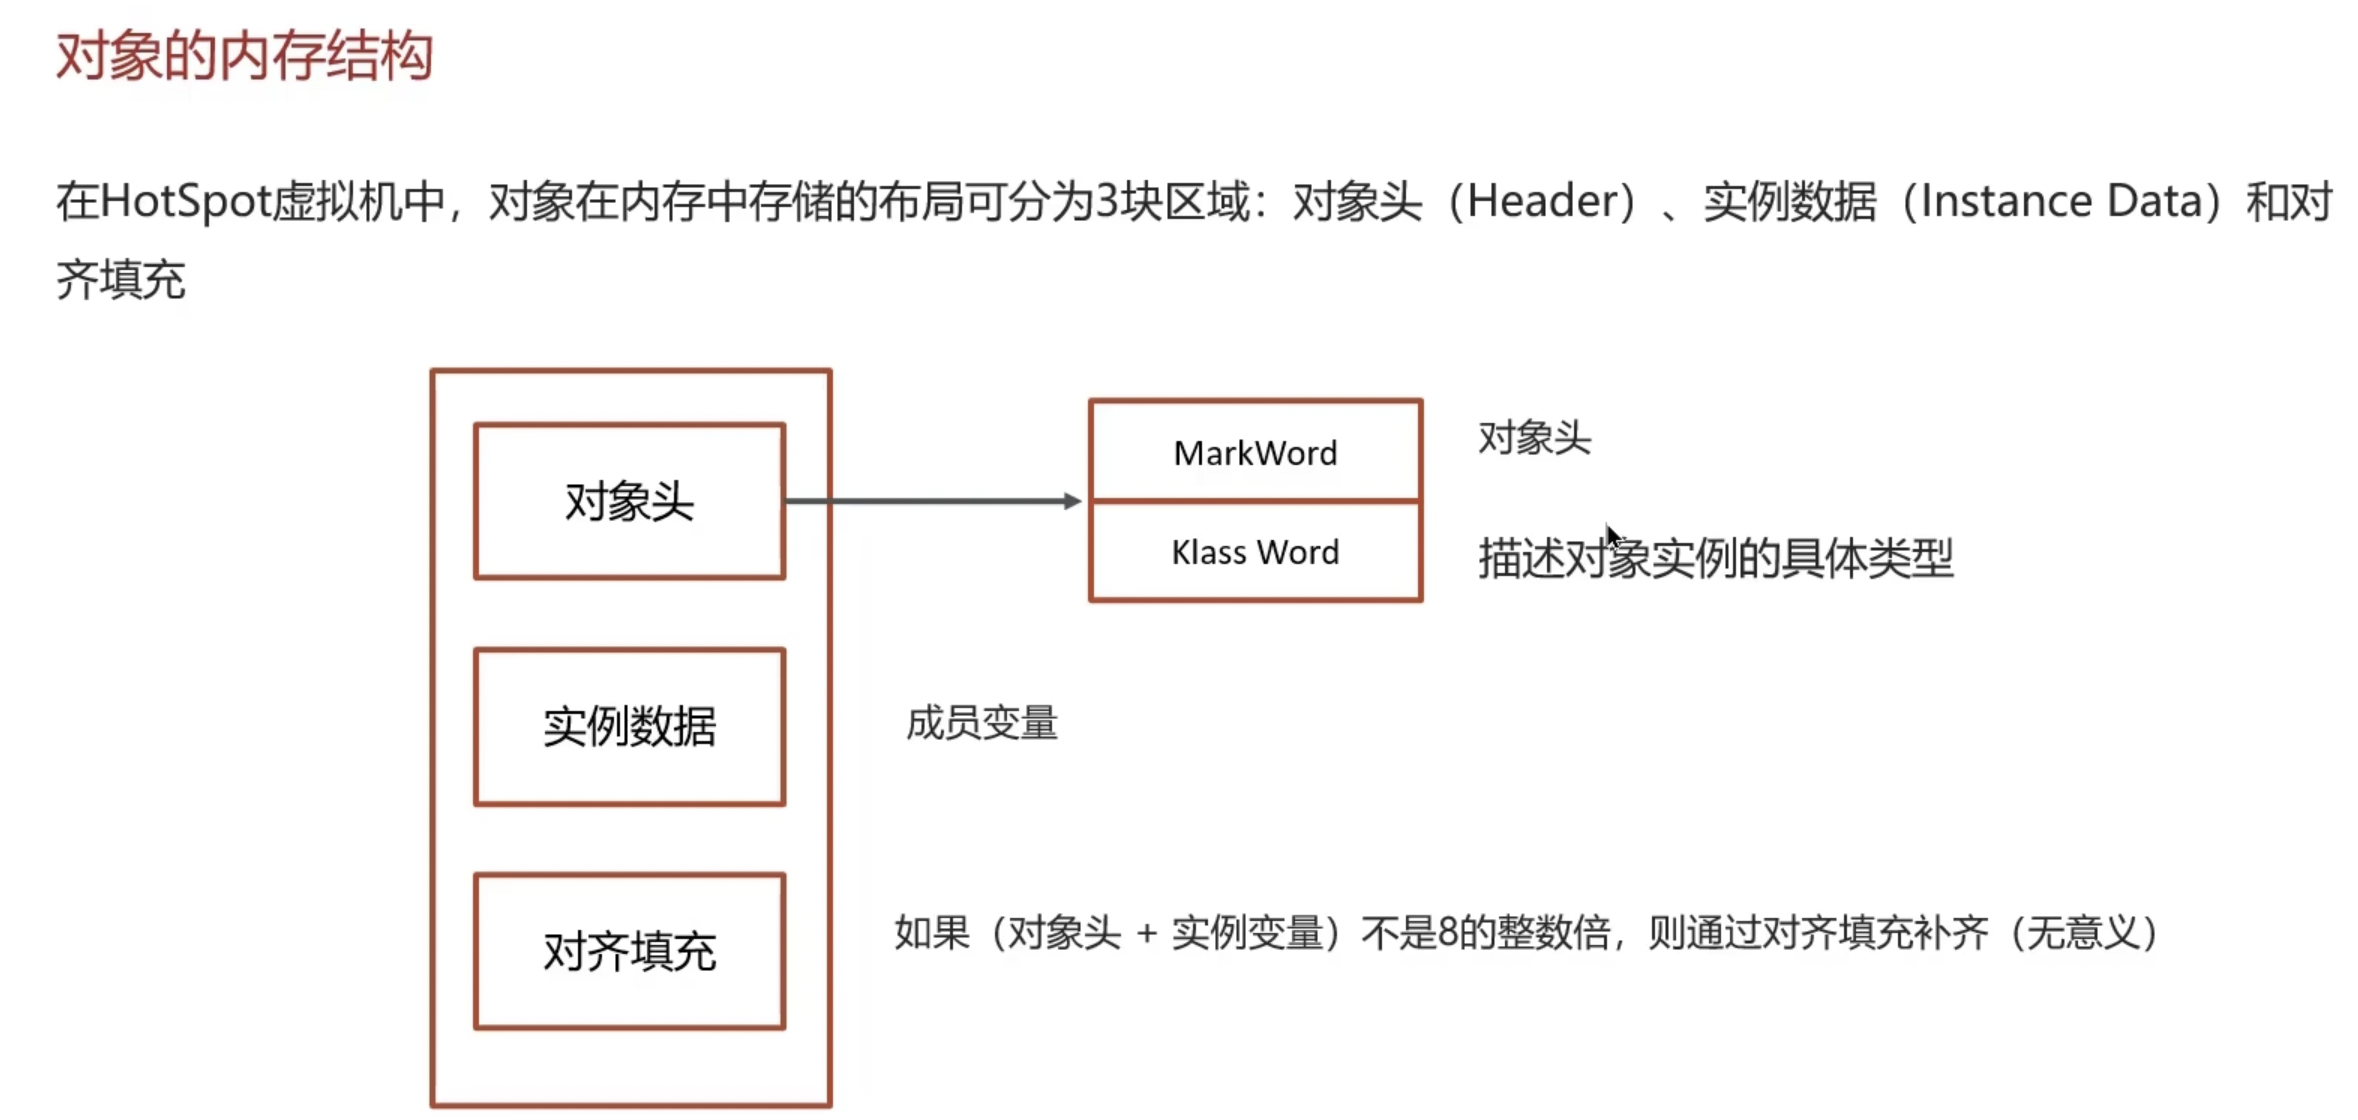 对象的内存结构
在HotSpot虚拟机中，对象在内存中存储的布局可分为3块区域：对象头（Header）、实例数据（Instance Data）和对
齐填充
对象头
MarkWord
对象头
Klass Word
描述对象实例的具体类型
实例数据
成员变量
对齐填充
如果（对象头 + 实例变量）不是8的整数倍，则通过对齐填充补齐（无意义）